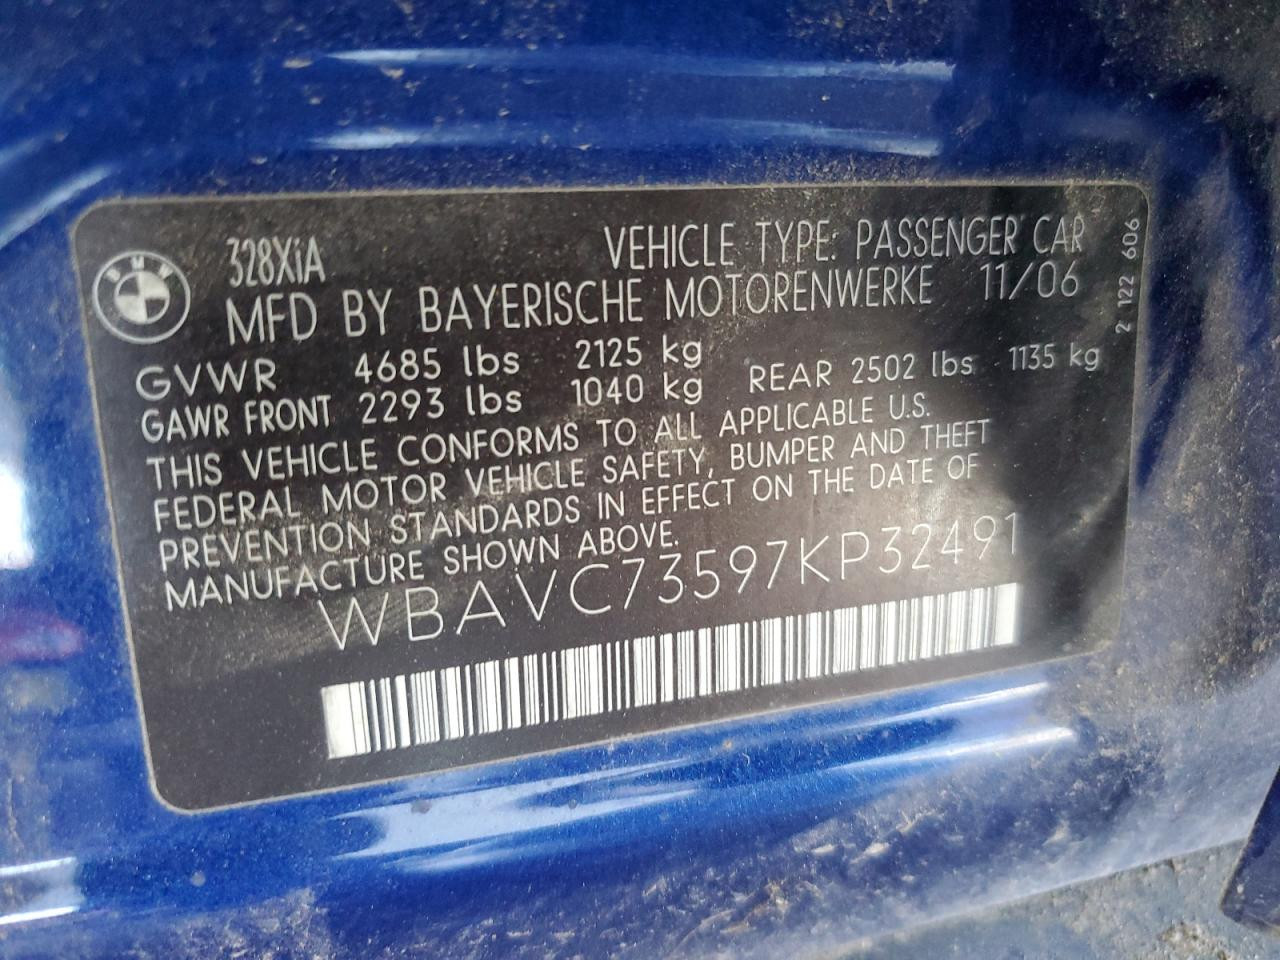 BMW
328XiA VEHICLE TYPE: PASSENGER CAR
MFD BY BAYERISCHE MOTORENWERKE 11/06
GVWR 4685 lbs 2125 kg
GAWR FRONT 2293 lbs 1040 kg REAR 2502 lbs 1135 kg
THIS VEHICLE CONFORMS TO ALL APPLICABLE U.S.
FEDERAL MOTOR VEHICLE SAFETY, BUMPER AND THEFT
PREVENTION STANDARDS IN EFFECT ON THE DATE OF
MANUFACTURE SHOWN ABOVE.
WBAVC73597KP32491
2 122 606